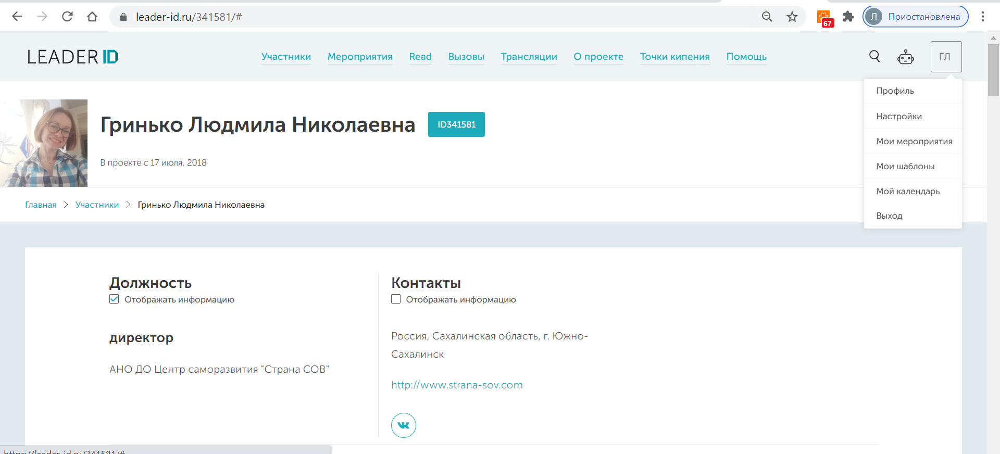 leader-id.ru/341581/#
67
Л
Приостановлена
LEADER ID
Участники
Мероприятия
Read
Вызовы
Трансляции
О проекте
Точки кипения
Помощь
ГЛ
Профиль
Настройки
Мои мероприятия
Мои шаблоны
Мой календарь
Выход
Гринько Людмила Николаевна
ID341581
В проекте с 17 июля, 2018
Главная
Участники
Гринько Людмила Николаевна
Должность
Отображать информацию
директор
АНО ДО Центр саморазвития "Страна СОВ"
Контакты
Отображать информацию
Россия, Сахалинская область, г. Южно-
Сахалинск
http://www.strana-sov.com
https://leader-id.ru/341581/#